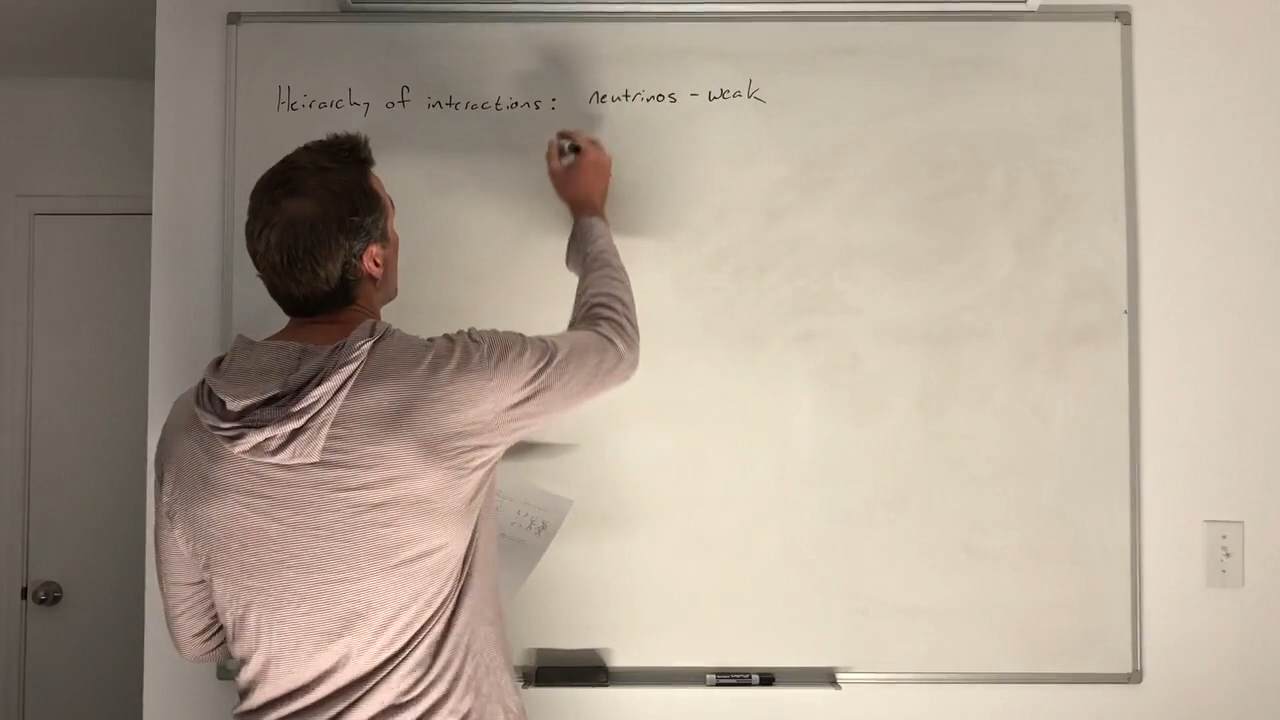 Heirarchy of interactions: neutrinos - weak